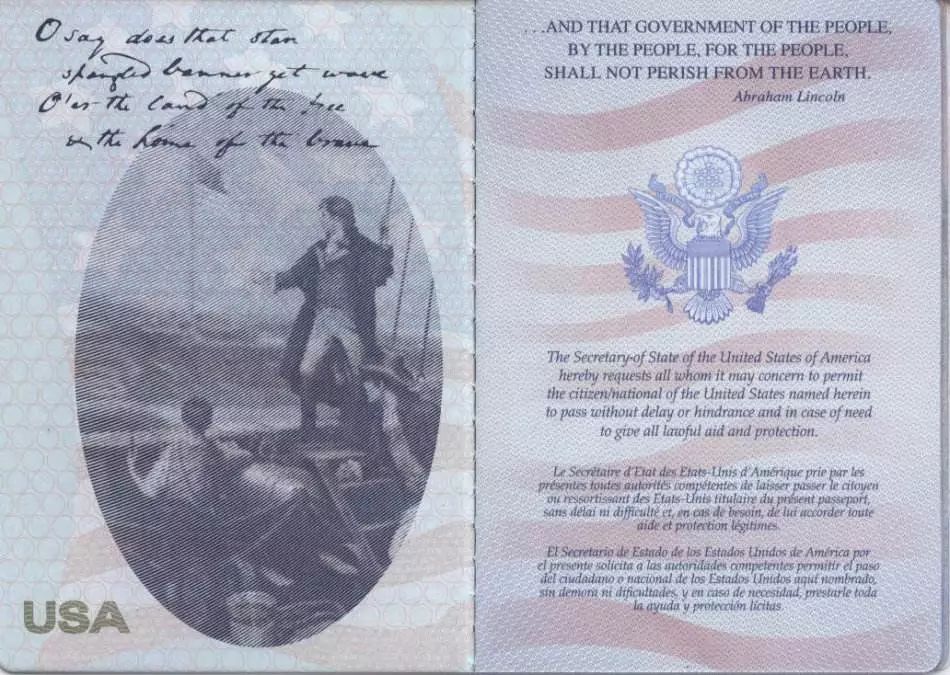 O say does that star
spangled banner yet wave
O'er the land of the free
& the home of the brave
USA
. . .AND THAT GOVERNMENT OF THE PEOPLE,
BY THE PEOPLE, FOR THE PEOPLE,
SHALL NOT PERISH FROM THE EARTH.
Abraham Lincoln
The Secretary of State of the United States of America
hereby requests all whom it may concern to permit
the citizen/national of the United States named herein
to pass without delay or hindrance and in case of need
to give all lawful aid and protection.
Le Secrétaire d'Etat des Etats-Unis d'Amérique prie par les
présentes toutes autorités compétentes de laisser passer le citoyen
ou ressortissant des Etats-Unis titulaire du présent passeport,
sans délai ni difficulté et, en cas de besoin, de lui accorder toute
aide et protection légitimes.
El Secretario de Estado de los Estados Unidos de América por
el presente solicita a las autoridades competentes permitir el paso
del ciudadano o nacional de los Estados Unidos aquí nombrado,
sin demora ni dificultades, y en caso de necesidad, prestarle toda
la ayuda y protección lícitas.